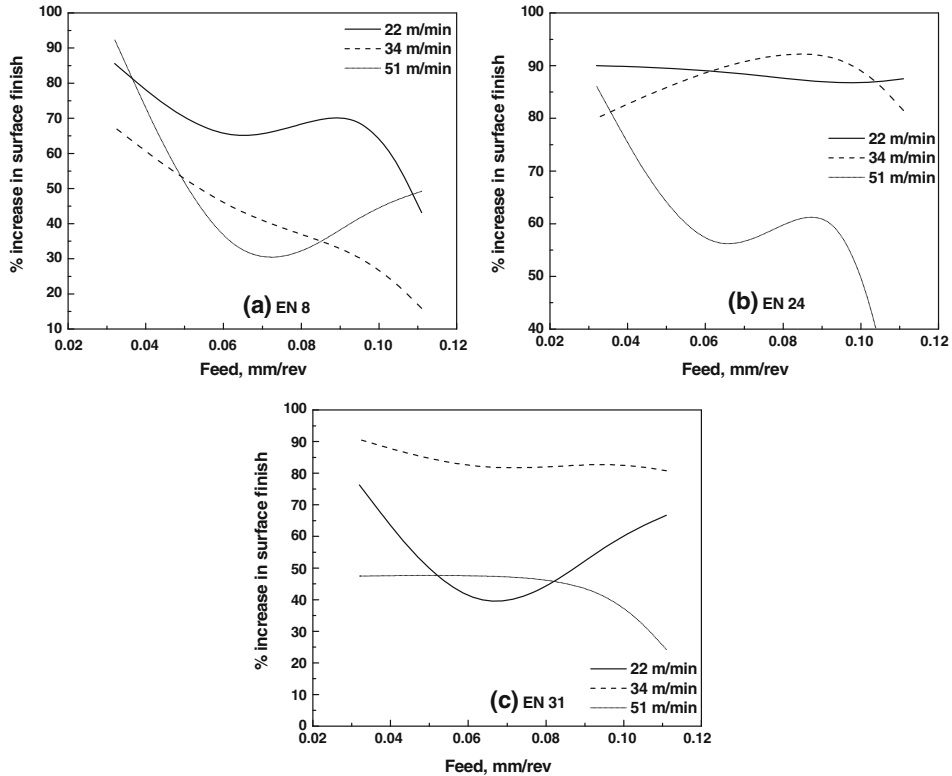 100
90
80
70
60
50
40
30
20
10
% increase in surface finish
22 m/min
34 m/min
51 m/min
(a) EN 8
0.02 0.04 0.06 0.08 0.10 0.12
Feed, mm/rev
100
90
80
70
60
50
40
% increase in surface finish
22 m/min
34 m/min
51 m/min
(b) EN 24
0.02 0.04 0.06 0.08 0.10 0.12
Feed, mm/rev
100
90
80
70
60
50
40
30
20
10
0
% increase in surface finish
22 m/min
34 m/min
51 m/min
(c) EN 31
0.02 0.04 0.06 0.08 0.10 0.12
Feed, mm/rev